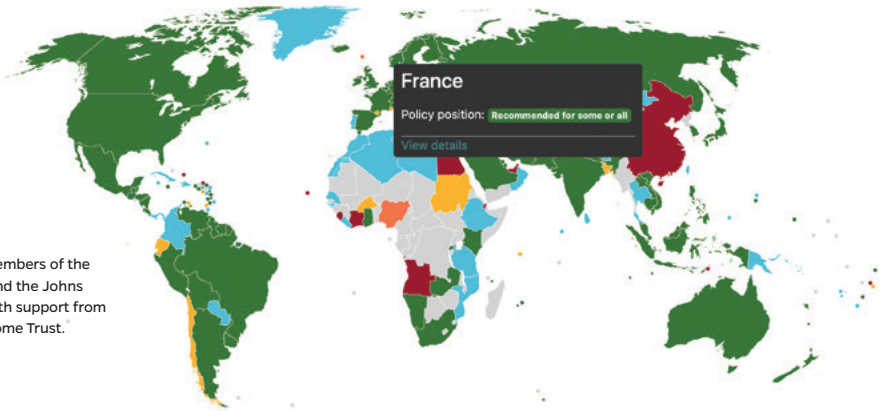 France
Policy position: Recommended for some or all
View details
embers of the
nd the Johns
th support from
ome Trust.